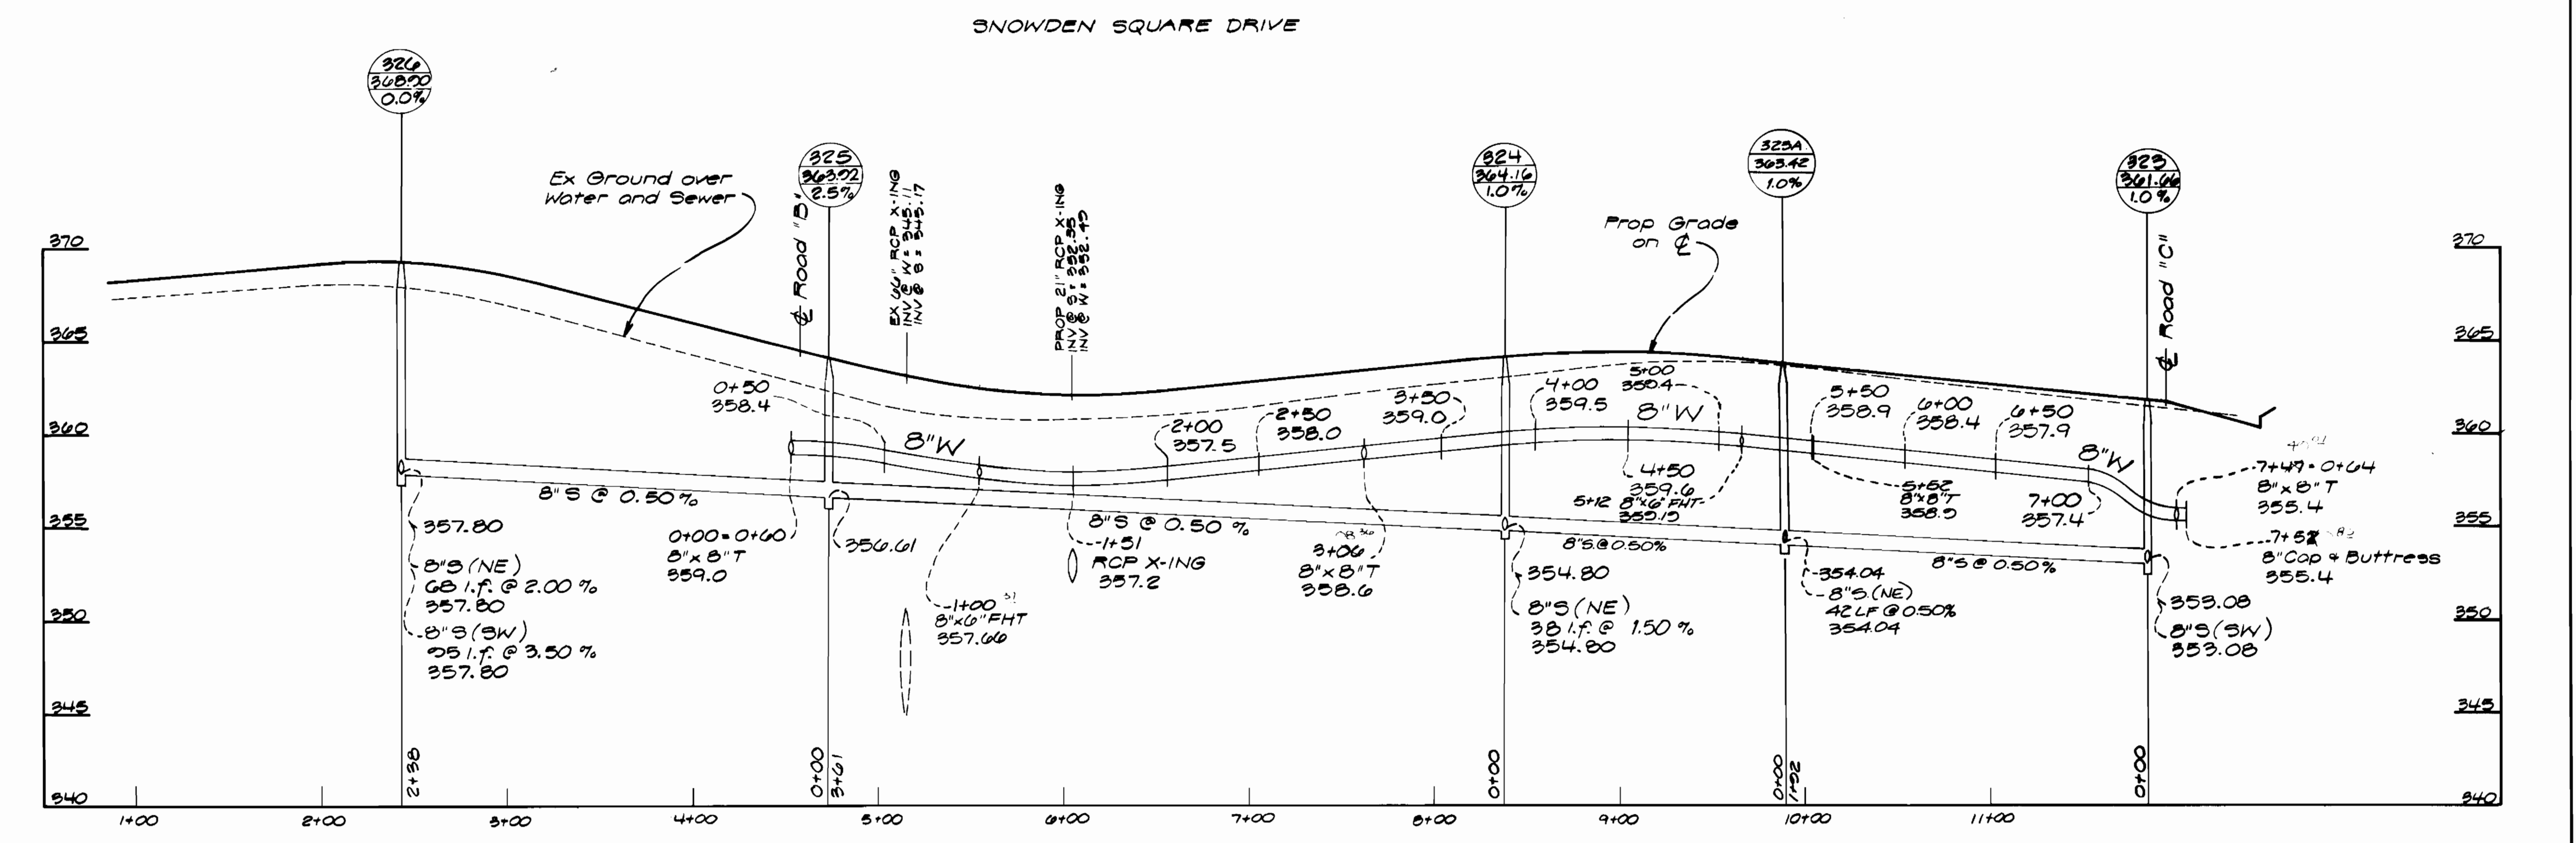 SNOWDEN SQUARE DRIVE
326
368.90
0.0%
325
363.92
2.5%
324
364.16
1.0%
323A
363.42
1.0%
323
361.66
1.0%
Ex Ground over
Water and Sewer
℄ Road "B"
EX 66" RCP X-ING
INV @ W = 345.11
INV @ S = 345.17
PROP 21" RCP X-ING
INV @ S = 352.35
INV @ W = 352.45
Prop Grade
on ℄
℄ Road "C"
370
365
360
355
350
345
340
370
365
360
355
350
345
340
0+50
358.4
8"W
2+00
357.5
2+50
358.0
3+50
359.0
4+00
359.5
5+00
359.4
8"W
4+50
359.6
5+12 8"x6" FHT
359.19
5+50
358.9
6+00
358.4
6+50
357.9
5+52
8"x8"T
358.9
7+00
357.4
8"W
7+49=0+64
8"x8"T
355.4
8"Cap & Buttress
355.4
8"S @ 0.50 %
357.80
8"S (NE)
68 l.f. @ 2.00 %
357.80
8"S (SW)
95 l.f. @ 3.50 %
357.80
0+00=0+60
8"x8"T
359.0
356.61
1+00
8"x6"FHT
357.66
8"S @ 0.50 %
1+51
RCP X-ING
357.2
3+06
8"x8"T
358.6
354.80
8"S (NE)
38 l.f. @ 1.50 %
354.80
8"S.@0.50%
354.04
8"S.(NE)
42 LF @ 0.50%
354.04
8"S@0.50%
353.08
8"S (SW)
353.08
2+38
0+00
3+61
0+00
0+00
1+52
0+00
1+00
2+00
3+00
4+00
5+00
6+00
7+00
8+00
9+00
10+00
11+00